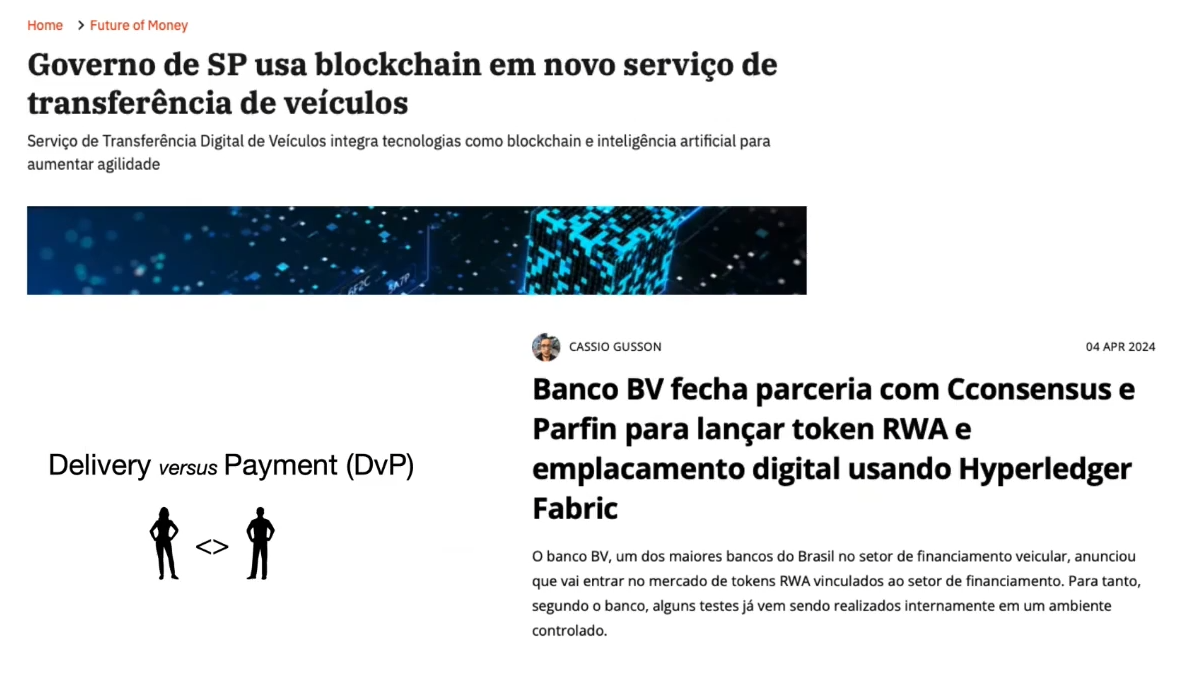 Home > Future of Money
Governo de SP usa blockchain em novo serviço de
transferência de veículos
Serviço de Transferência Digital de Veículos integra tecnologias como blockchain e inteligência artificial para
aumentar agilidade
6F2C 5A7P
CASSIO GUSSON
04 APR 2024
Banco BV fecha parceria com Cconsensus e
Parfin para lançar token RWA e
emplacamento digital usando Hyperledger
Fabric
O banco BV, um dos maiores bancos do Brasil no setor de financiamento veicular, anunciou
que vai entrar no mercado de tokens RWA vinculados ao setor de financiamento. Para tanto,
segundo o banco, alguns testes já vem sendo realizados internamente em um ambiente
controlado.
Delivery versus Payment (DvP)
<>